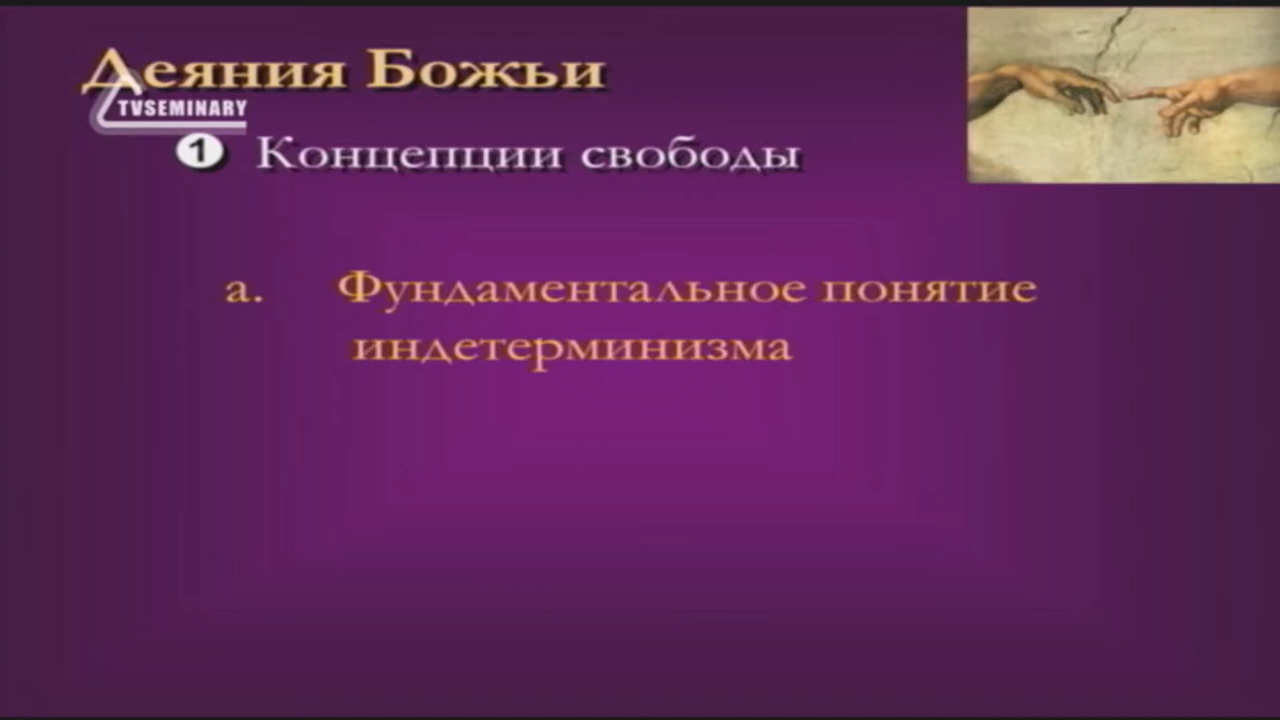 Деяния Божьи
TVSEMINARY
1 Концепции свободы
а. Фундаментальное понятие
индетерминизма